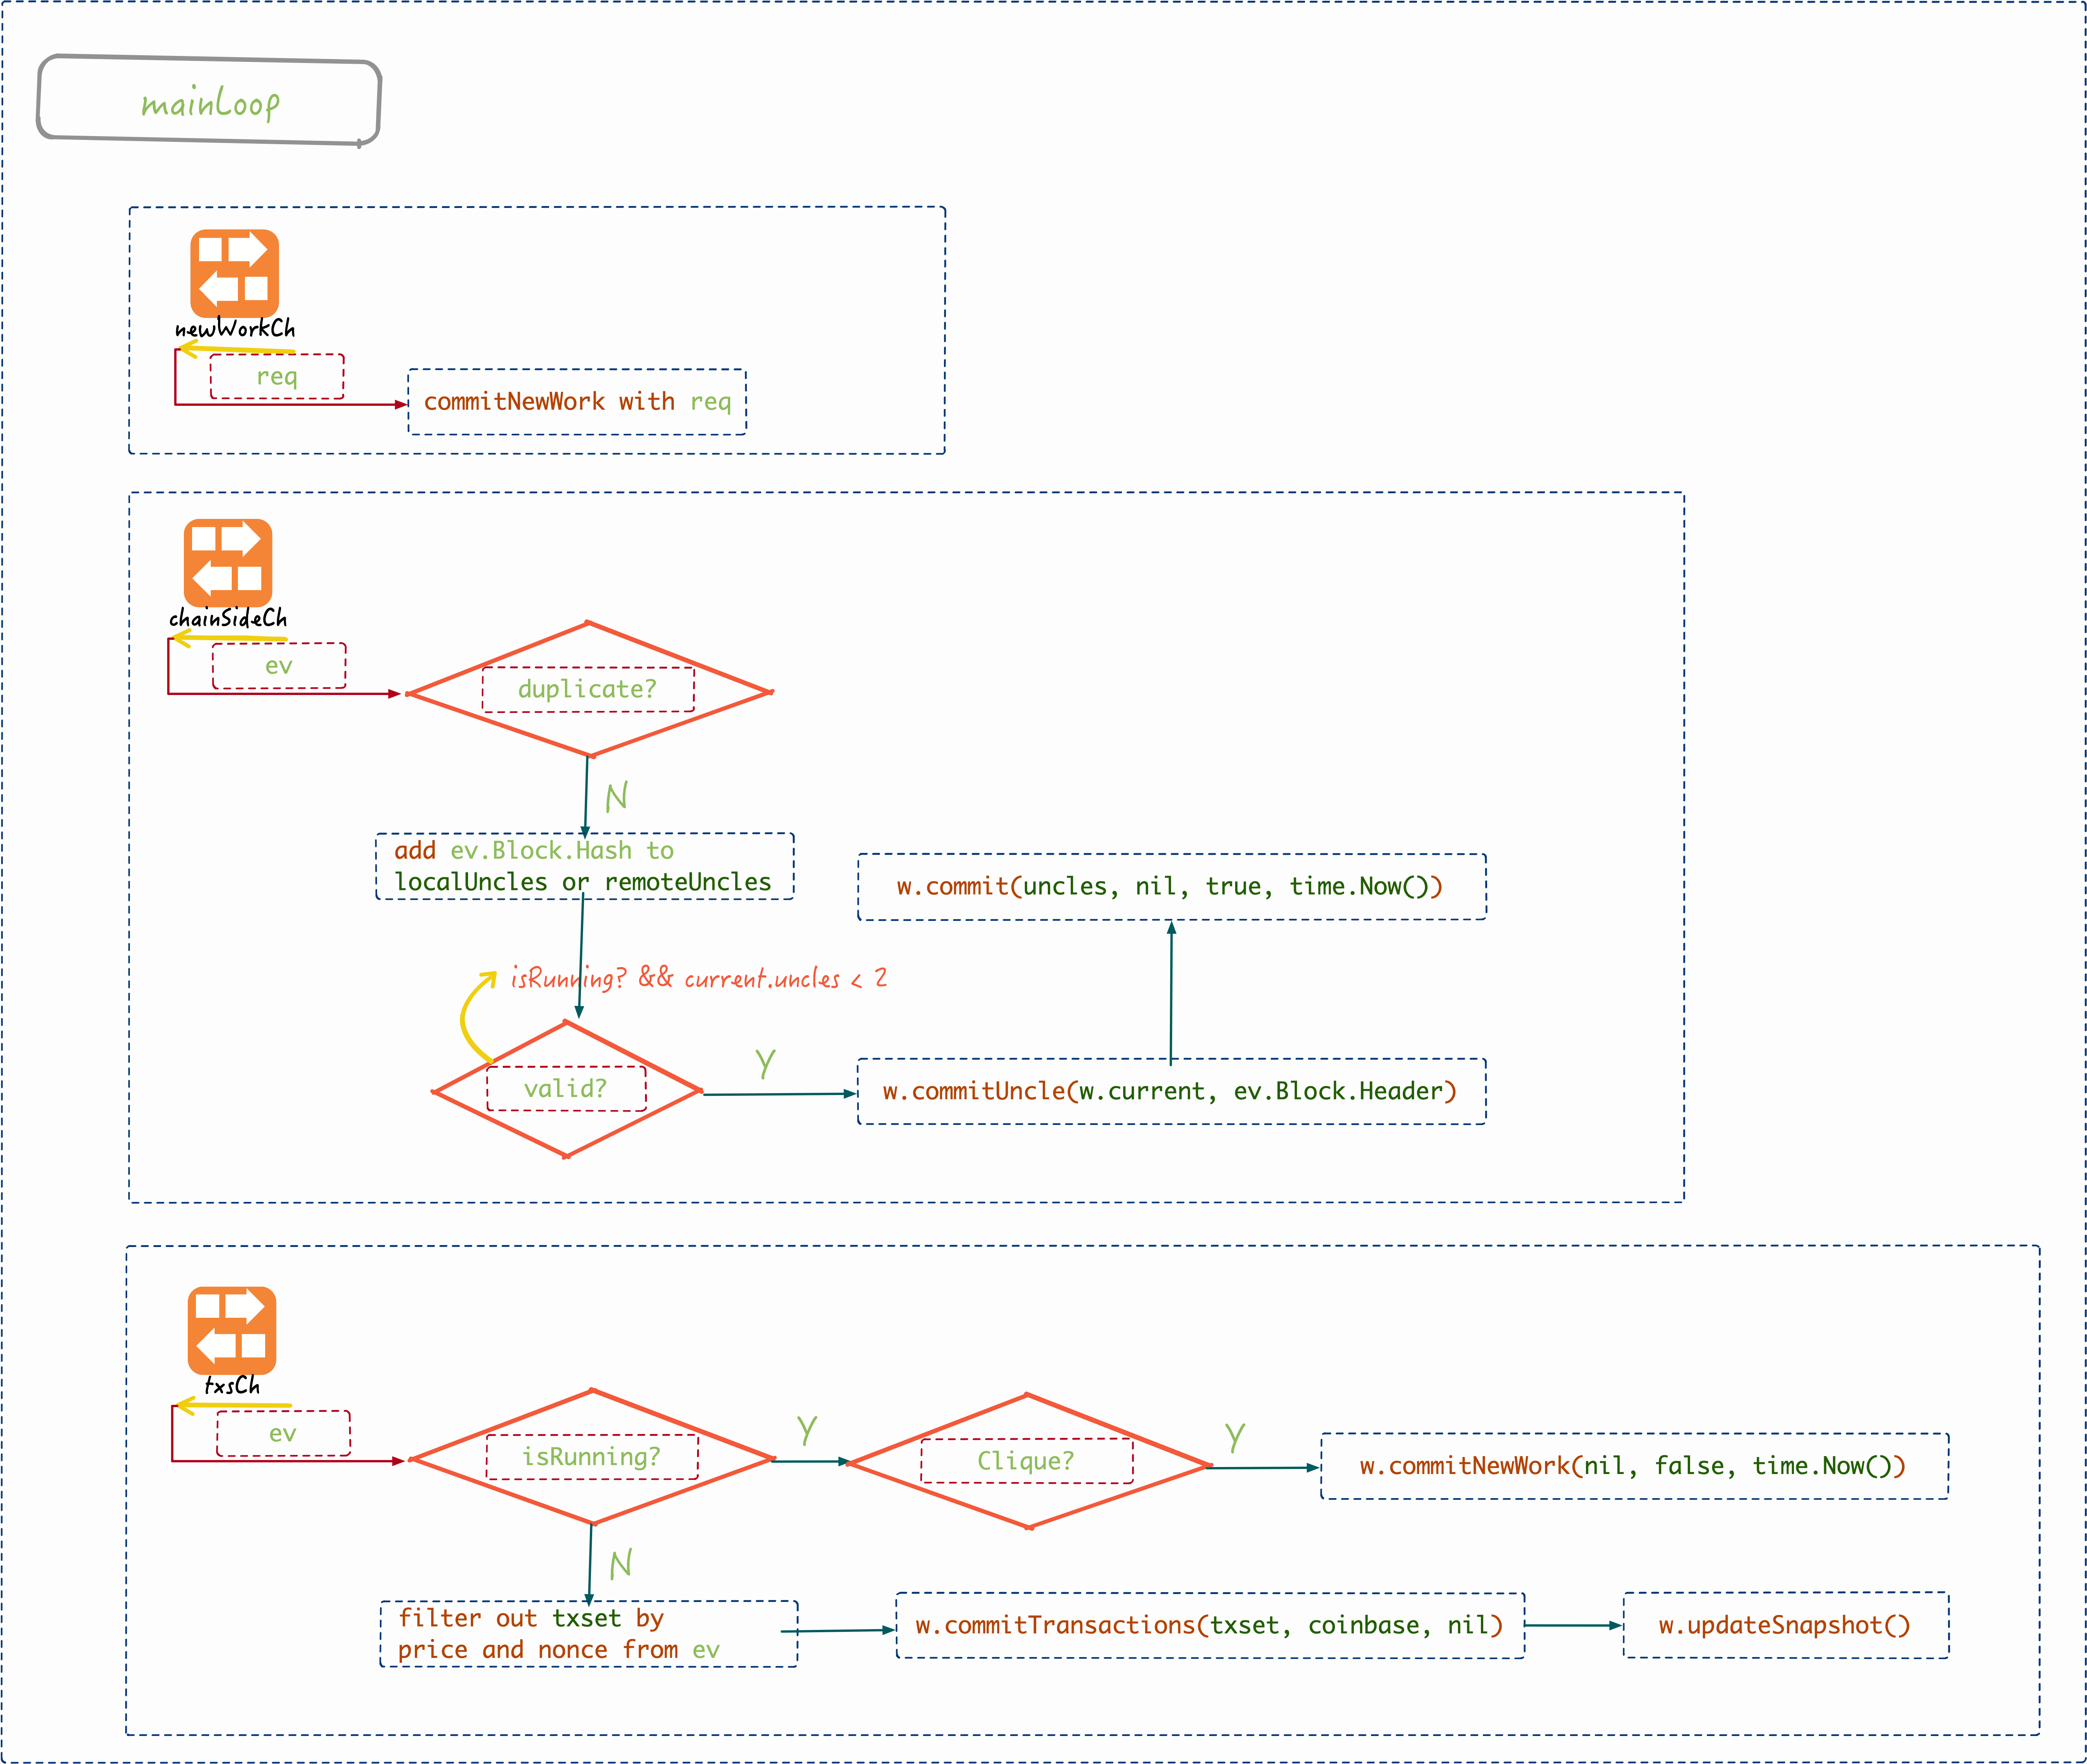 mainLoop
newWorkCh
req
commitNewWork with req
chainSideCh
ev
duplicate?
N
add ev.Block.Hash to
localUncles or remoteUncles
w.commit(uncles, nil, true, time.Now())
isRunning? && current.uncles < 2
valid?
Y
w.commitUncle(w.current, ev.Block.Header)
txsCh
ev
isRunning?
Y
Clique?
Y
w.commitNewWork(nil, false, time.Now())
N
filter out txset by
price and nonce from ev
w.commitTransactions(txset, coinbase, nil)
w.updateSnapshot()